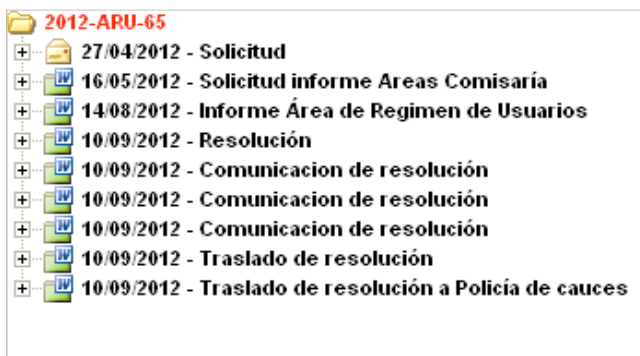 2012-ARU-65
27/04/2012 - Solicitud
16/05/2012 - Solicitud informe Areas Comisaría
14/08/2012 - Informe Área de Regimen de Usuarios
10/09/2012 - Resolución
10/09/2012 - Comunicacion de resolución
10/09/2012 - Comunicacion de resolución
10/09/2012 - Comunicacion de resolución
10/09/2012 - Traslado de resolución
10/09/2012 - Traslado de resolución a Policía de cauces